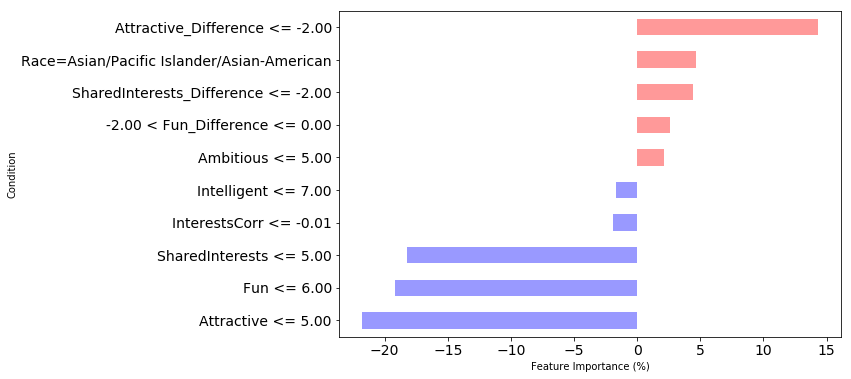 Attractive_Difference <= -2.00
Race=Asian/Pacific Islander/Asian-American
SharedInterests_Difference <= -2.00
-2.00 < Fun_Difference <= 0.00
Ambitious <= 5.00
Intelligent <= 7.00
InterestsCorr <= -0.01
SharedInterests <= 5.00
Fun <= 6.00
Attractive <= 5.00
Condition
−20 −15 −10 −5 0 5 10 15
Feature Importance (%)